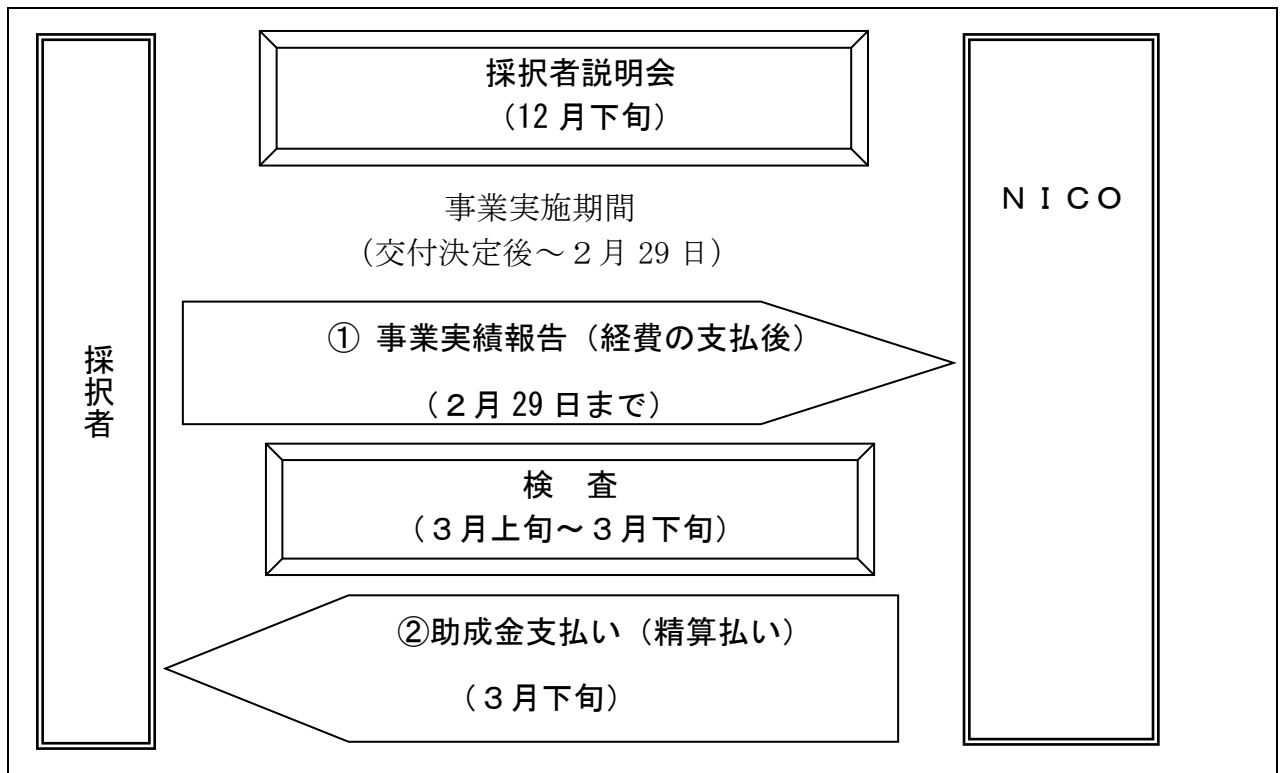 採択者説明会
（12月下旬）
ＮＩＣＯ
事業実施期間
（交付決定後～２月29日）
① 事業実績報告（経費の支払後）
（２月29日まで）
採択者
検　査
（３月上旬～３月下旬）
②助成金支払い（精算払い）
（３月下旬）